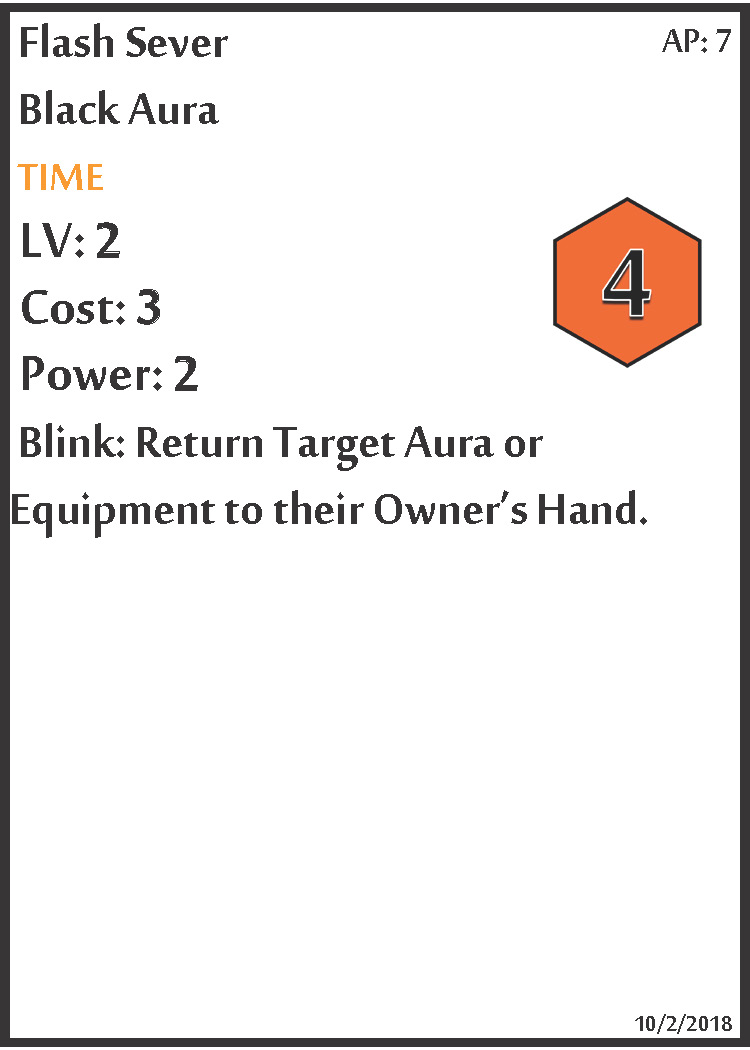 Flash Sever
AP: 7
Black Aura
TIME
LV: 2
Cost: 3
4
Power: 2
Blink: Return Target Aura or
Equipment to their Owner's Hand.
10/2/2018